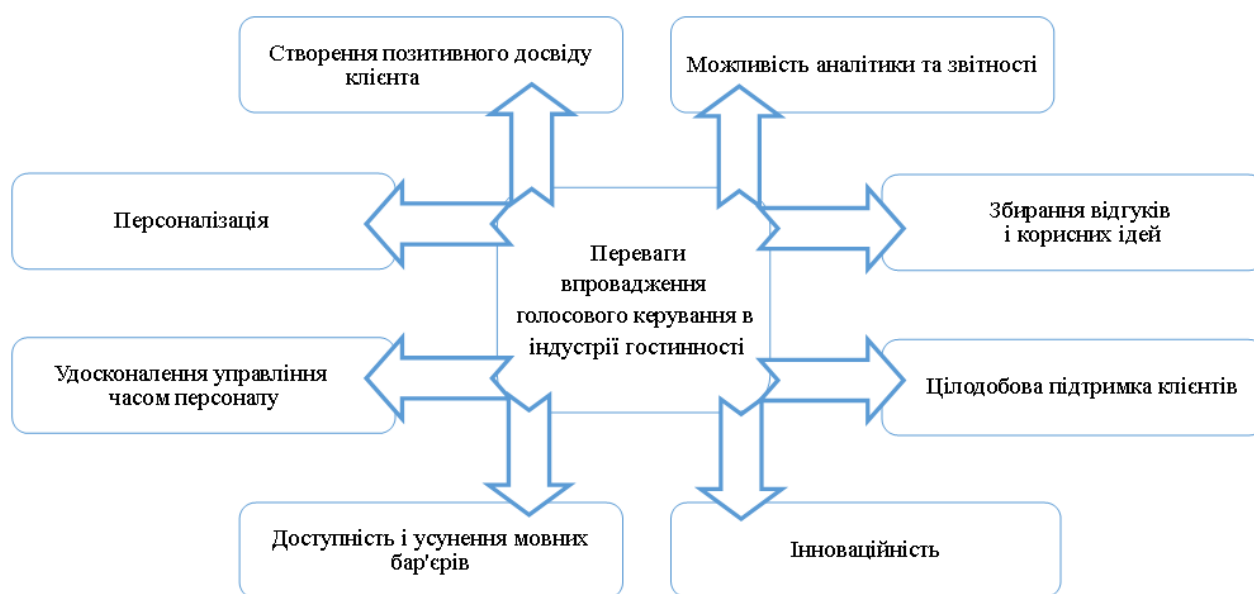 Створення позитивного досвіду
клієнта
Можливість аналітики та звітності
Персоналізація
Збирання відгуків
і корисних ідей
Переваги
впровадження
голосового керування в
індустрії гостинності
Удосконалення управління
часом персоналу
Цілодобова підтримка клієнтів
Доступність і усунення мовних
бар'єрів
Інноваційність